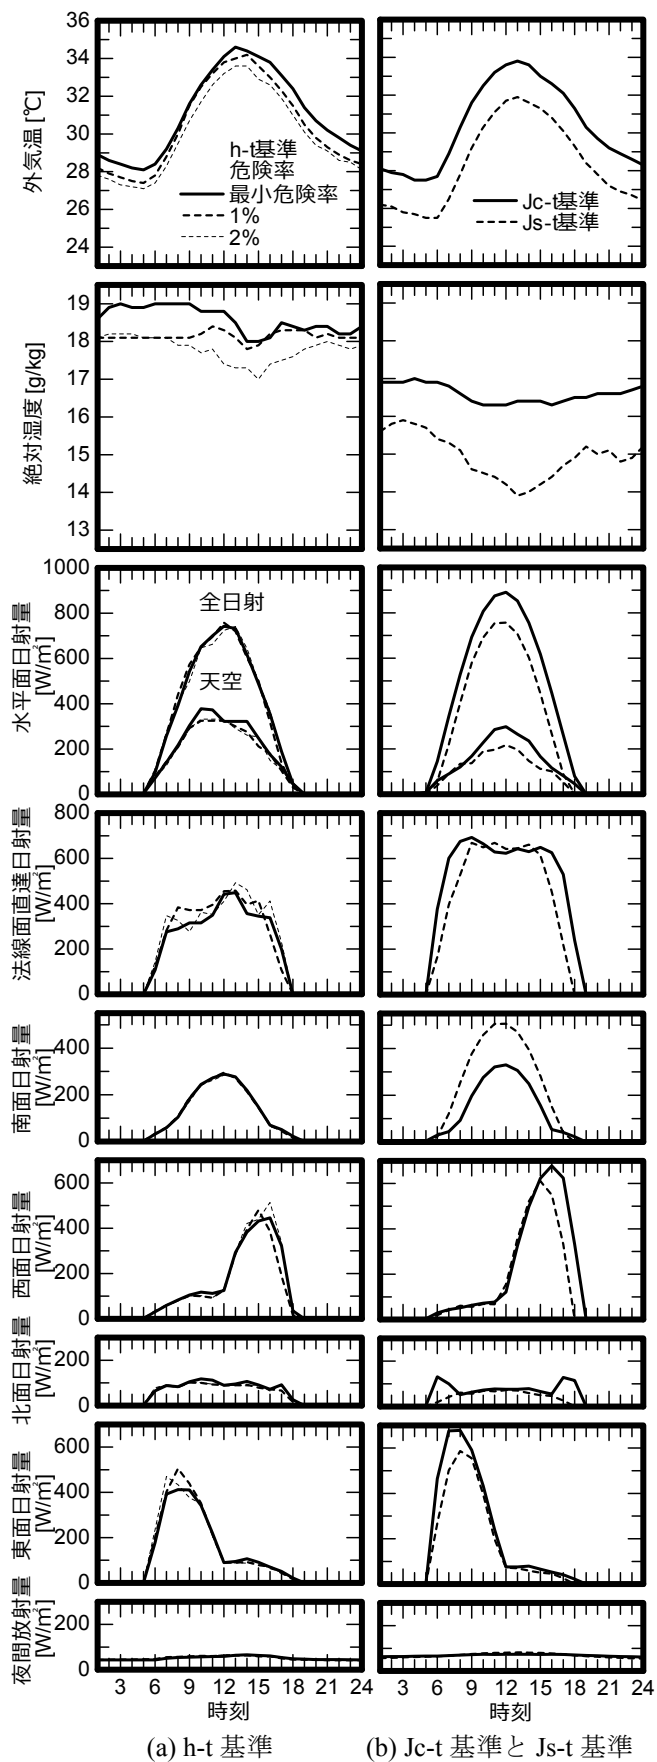 36
34
32
30
28
26
24
外気温 [℃]
h-t基準
危険率
最小危険率
1%
2%
Jc-t基準
Js-t基準
19
18
17
16
15
14
13
絶対湿度 [g/kg]
1000
800
600
400
200
0
水平面日射量
[W/m²]
全日射
天空
800
600
400
200
0
法線面直達日射量
[W/m²]
400
200
0
南面日射量
[W/m²]
600
400
200
0
西面日射量
[W/m²]
200
0
北面日射量
[W/m²]
600
400
200
0
東面日射量
[W/m²]
200
0
夜間放射量
[W/m²]
3 6 9 12 15 18 21 24
3 6 9 12 15 18 21 24
時刻
時刻
(a) h-t 基準
(b) Jc-t 基準と Js-t 基準